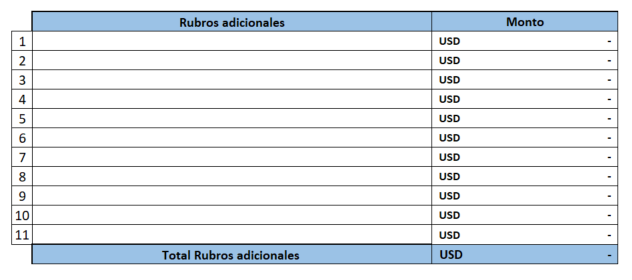 Rubros adicionales Monto
1 USD -
2 USD -
3 USD -
4 USD -
5 USD -
6 USD -
7 USD -
8 USD -
9 USD -
10 USD -
11 USD -
Total Rubros adicionales USD -